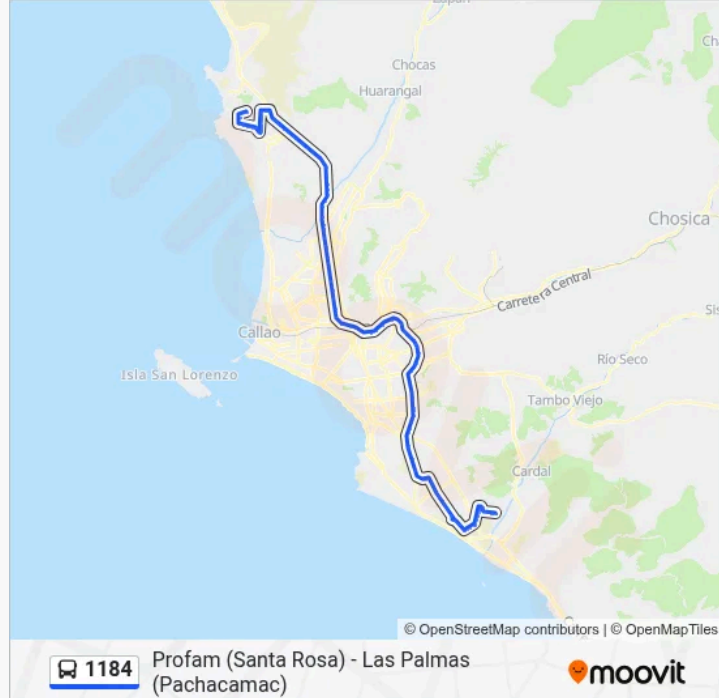 Lapan
Chocas
Huarangal
Chosica
Carretera Central
Callao
Isla San Lorenzo
Río Seco
Tambo Viejo
Cardal
© OpenStreetMap contributors | © OpenMapTiles
1184
Profam (Santa Rosa) - Las Palmas
(Pachacamac)
moovit